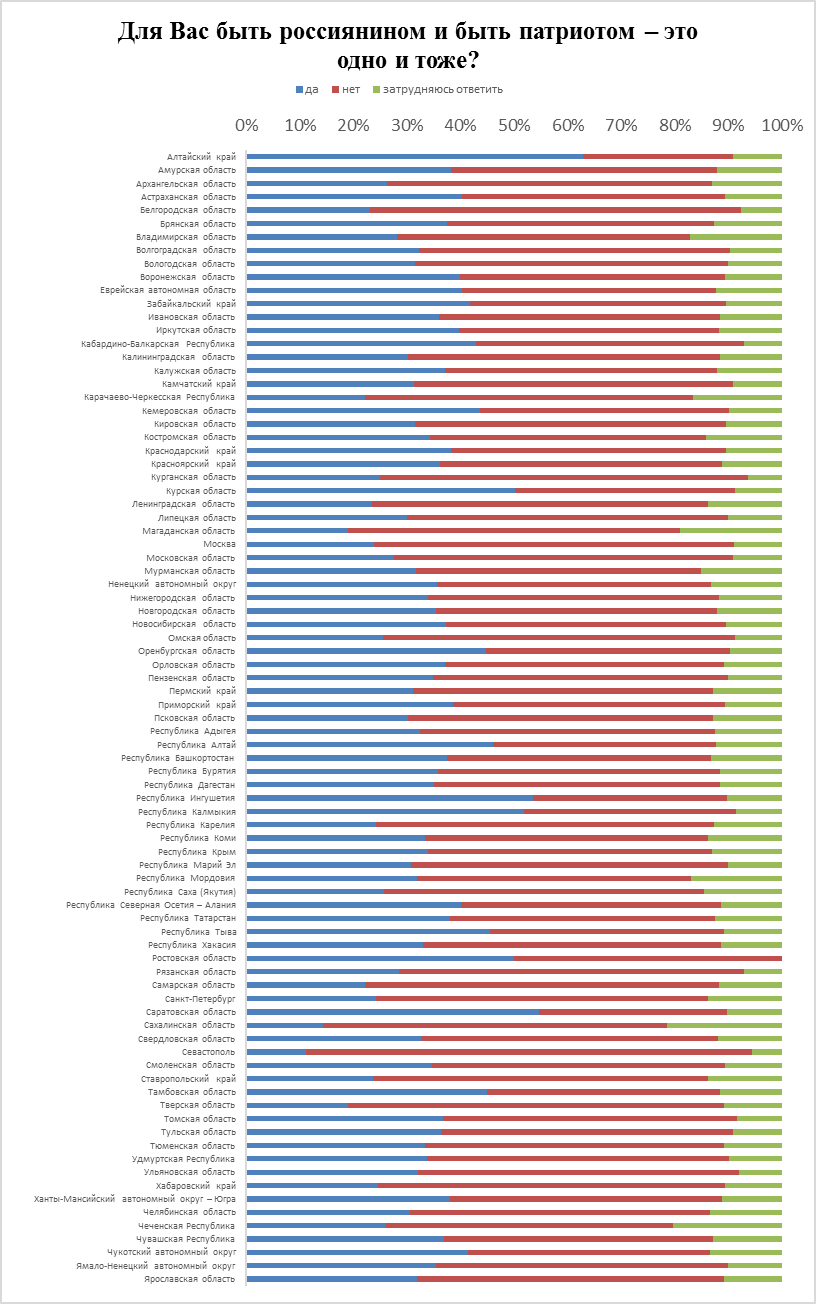 Для Вас быть россиянином и быть патриотом – это
одно и тоже?
да нет затрудняюсь ответить
0% 10% 20% 30% 40% 50% 60% 70% 80% 90% 100%
Алтайский край
Амурская область
Архангельская область
Астраханская область
Белгородская область
Брянская область
Владимирская область
Волгоградская область
Вологодская область
Воронежская область
Еврейская автономная область
Забайкальский край
Ивановская область
Иркутская область
Кабардино-Балкарская Республика
Калининградская область
Калужская область
Камчатский край
Карачаево-Черкесская Республика
Кемеровская область
Кировская область
Костромская область
Краснодарский край
Красноярский край
Курганская область
Курская область
Ленинградская область
Липецкая область
Магаданская область
Москва
Московская область
Мурманская область
Ненецкий автономный округ
Нижегородская область
Новгородская область
Новосибирская область
Омская область
Оренбургская область
Орловская область
Пензенская область
Пермский край
Приморский край
Псковская область
Республика Адыгея
Республика Алтай
Республика Башкортостан
Республика Бурятия
Республика Дагестан
Республика Ингушетия
Республика Калмыкия
Республика Карелия
Республика Коми
Республика Крым
Республика Марий Эл
Республика Мордовия
Республика Саха (Якутия)
Республика Северная Осетия – Алания
Республика Татарстан
Республика Тыва
Республика Хакасия
Ростовская область
Рязанская область
Самарская область
Санкт-Петербург
Саратовская область
Сахалинская область
Свердловская область
Севастополь
Смоленская область
Ставропольский край
Тамбовская область
Тверская область
Томская область
Тульская область
Тюменская область
Удмуртская Республика
Ульяновская область
Хабаровский край
Ханты-Мансийский автономный округ – Югра
Челябинская область
Чеченская Республика
Чувашская Республика
Чукотский автономный округ
Ямало-Ненецкий автономный округ
Ярославская область